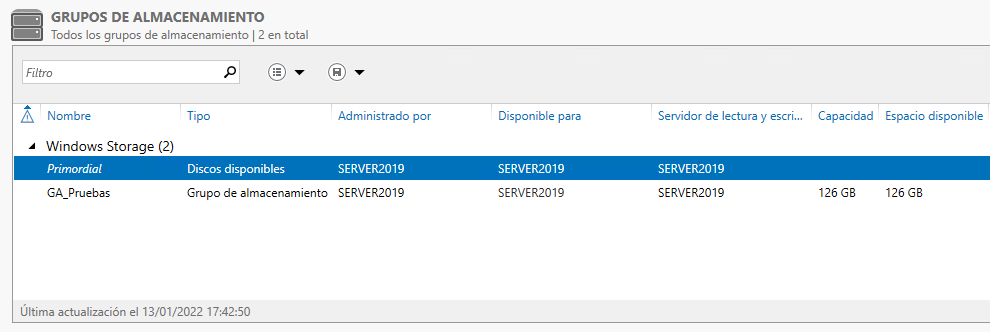 GRUPOS DE ALMACENAMIENTO
Todos los grupos de almacenamiento | 2 en total
Filtro
Nombre Tipo Administrado por Disponible para Servidor de lectura y escri... Capacidad Espacio disponible
Windows Storage (2)
Primordial Discos disponibles SERVER2019 SERVER2019 SERVER2019
GA_Pruebas Grupo de almacenamiento SERVER2019 SERVER2019 SERVER2019 126 GB 126 GB
Última actualización el 13/01/2022 17:42:50